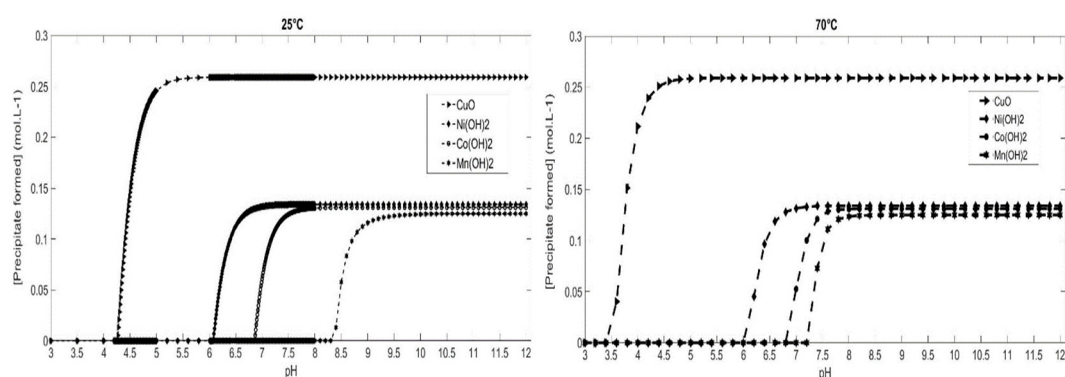 25°C
0.3
0.25
0.2
0.15
0.1
0.05
0
[Precipitate formed] (mol.L-1)
CuO
Ni(OH)2
Co(OH)2
Mn(OH)2
3 3.5 4 4.5 5 5.5 6 6.5 7 7.5 8 8.5 9 9.5 10 10.5 11 11.5 12
pH
70°C
0.3
0.25
0.2
0.15
0.1
0.05
0
[Precipitate formed] (mol.L-1)
CuO
Ni(OH)2
Co(OH)2
Mn(OH)2
3 3.5 4 4.5 5 5.5 6 6.5 7 7.5 8 8.5 9 9.5 10 10.5 11 11.5 12
pH